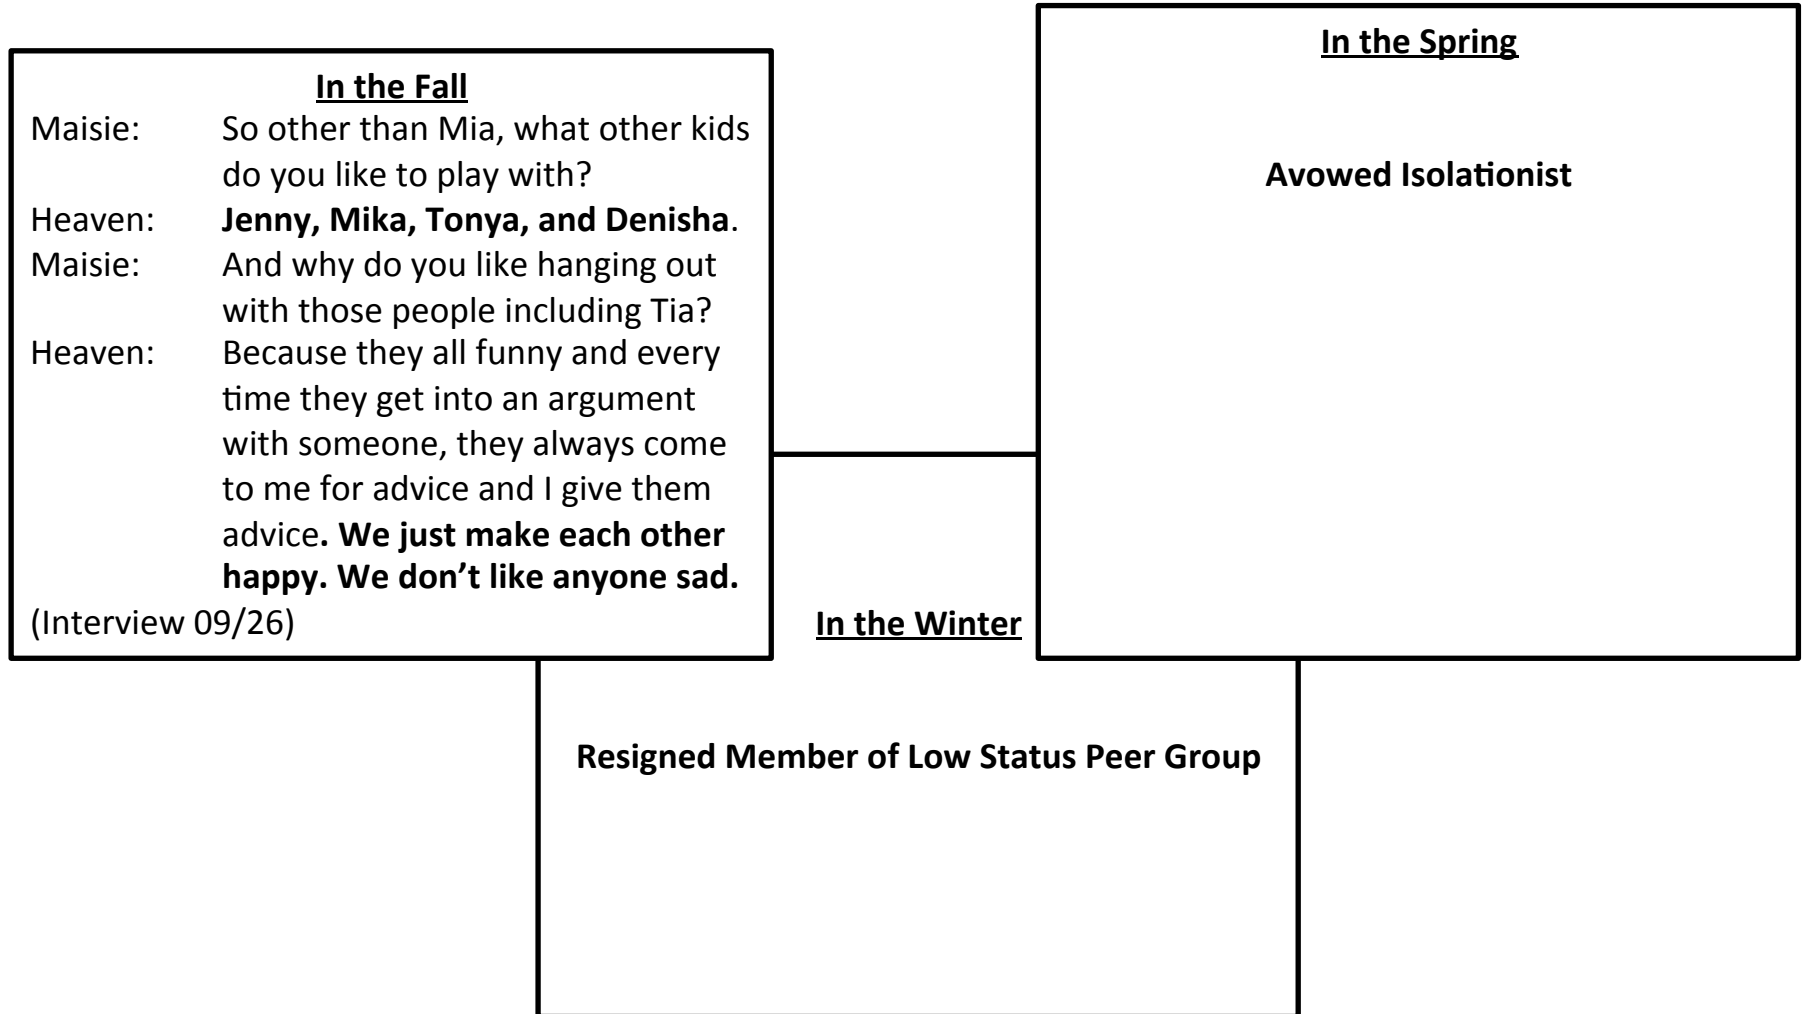 In the Fall
Maisie: So other than Mia, what other kids
do you like to play with?
Heaven: Jenny, Mika, Tonya, and Denisha.
Maisie: And why do you like hanging out
with those people including Tia?
Heaven: Because they all funny and every
time they get into an argument
with someone, they always come
to me for advice and I give them
advice. We just make each other
happy. We don’t like anyone sad.
(Interview 09/26)
In the Winter
Resigned Member of Low Status Peer Group
In the Spring
Avowed Isolationist